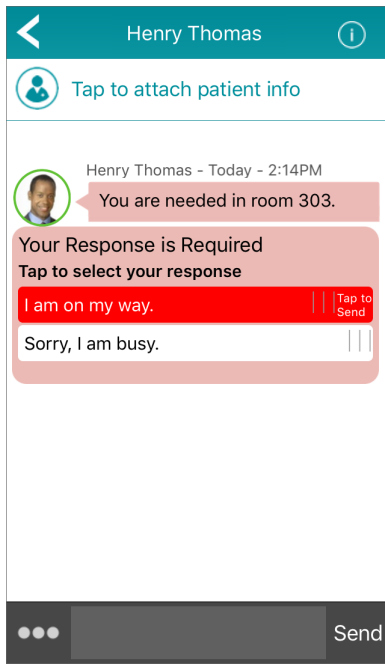 Henry Thomas
i
Tap to attach patient info
Henry Thomas - Today - 2:14PM
You are needed in room 303.
Your Response is Required
Tap to select your response
I am on my way.
Tap to
Send
Sorry, I am busy.
Send